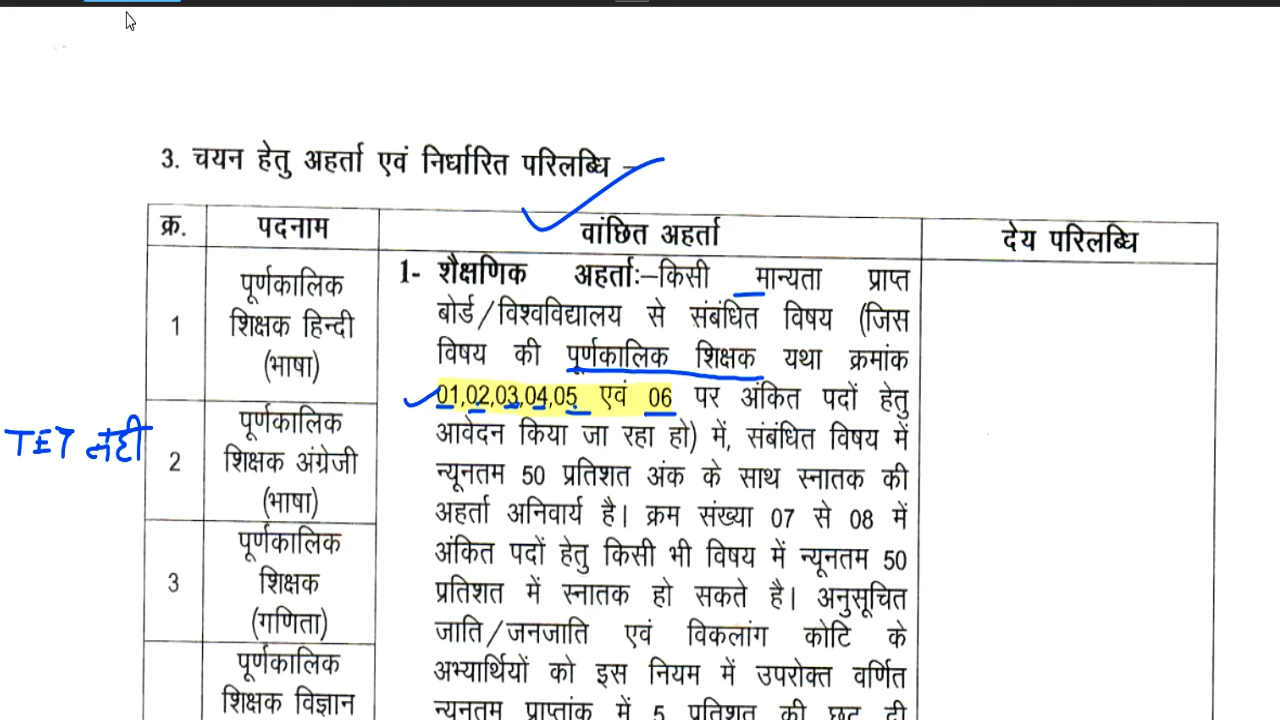 3. चयन हेतु अहर्ता एवं निर्धारित परिलब्धि –
क्र.
पदनाम
वांछित अहर्ता
देय परिलब्धि
1
पूर्णकालिक
शिक्षक हिन्दी
(भाषा)
TET नहीं
2
पूर्णकालिक
शिक्षक अंग्रेजी
(भाषा)
3
पूर्णकालिक
शिक्षक
(गणिता)
पूर्णकालिक
शिक्षक विज्ञान
1- शैक्षणिक अहर्ताः–किसी मान्यता प्राप्त
बोर्ड/विश्वविद्यालय से संबंधित विषय (जिस
विषय की पूर्णकालिक शिक्षक यथा क्रमांक
01,02,03,04,05 एवं 06 पर अंकित पदों हेतु
आवेदन किया जा रहा हो) में, संबंधित विषय में
न्यूनतम 50 प्रतिशत अंक के साथ स्नातक की
अहर्ता अनिवार्य है। क्रम संख्या 07 से 08 में
अंकित पदों हेतु किसी भी विषय में न्यूनतम 50
प्रतिशत में स्नातक हो सकते है। अनुसूचित
जाति/जनजाति एवं विकलांग कोटि के
अभ्यार्थियों को इस नियम में उपरोक्त वर्णित
न्यूनतम प्राप्तांक में 5 प्रतिशत की छूट दी